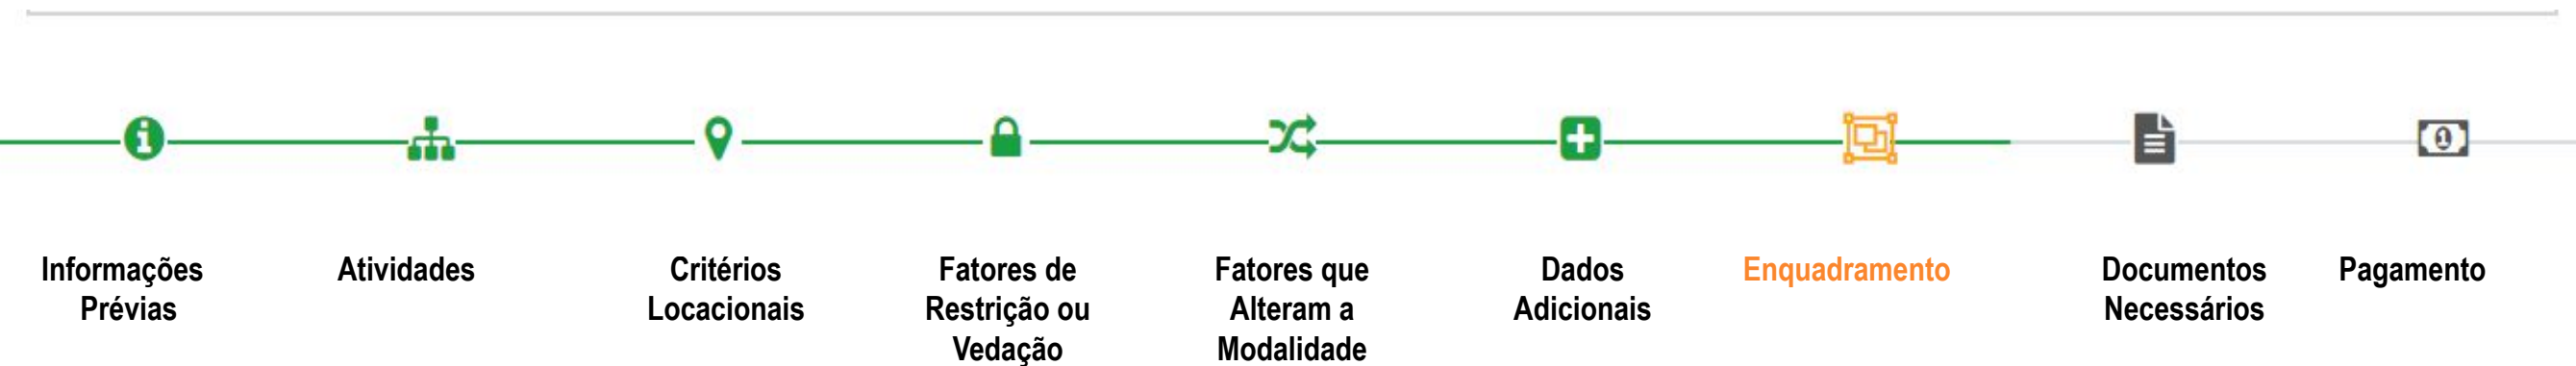 Informações
Prévias
Atividades
Critérios
Locacionais
Fatores de
Restrição ou
Vedação
Fatores que
Alteram a
Modalidade
Dados
Adicionais
Enquadramento
Documentos
Necessários
Pagamento